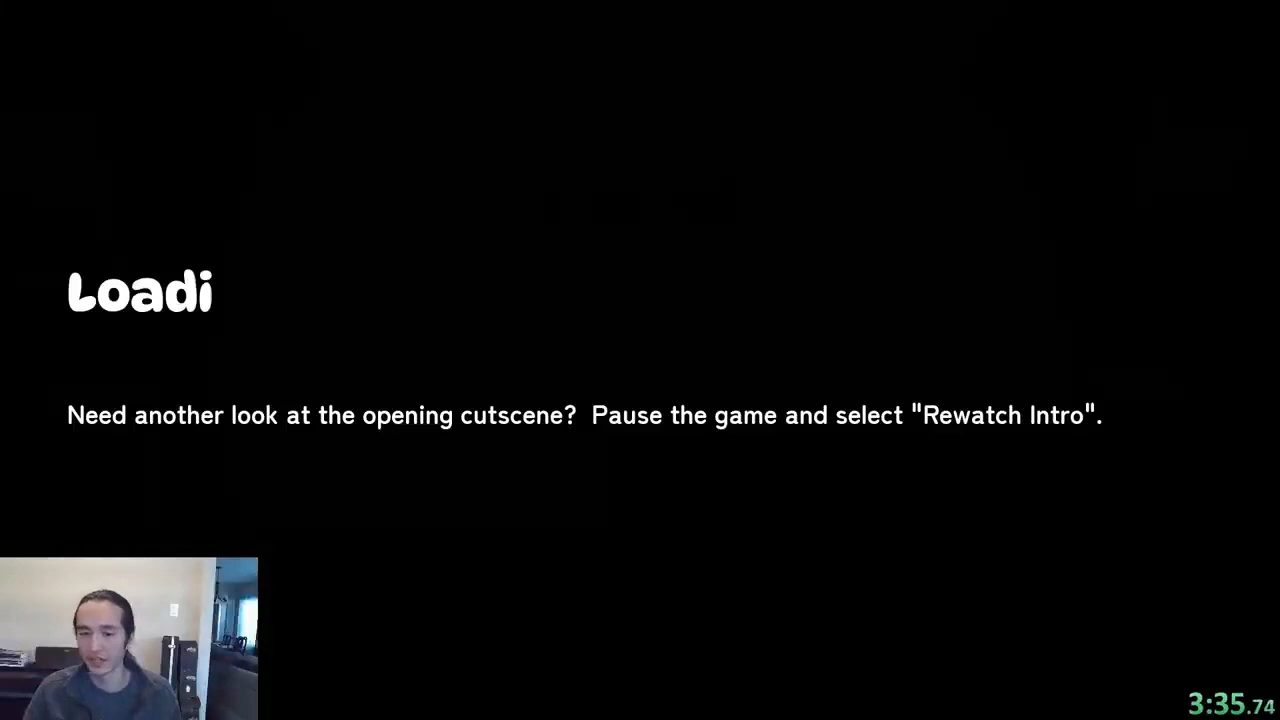 Loadi
Need another look at the opening cutscene?  Pause the game and select "Rewatch Intro".
3:35.74